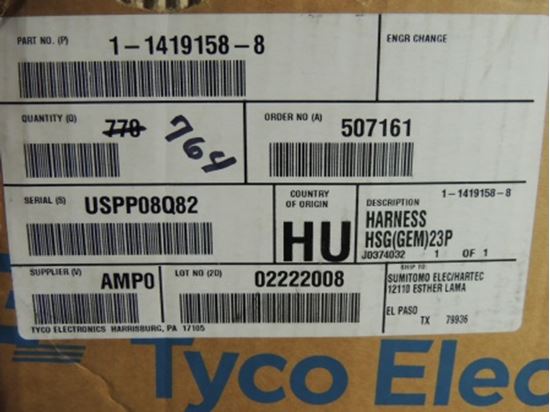 PART NO. (P) 1-1419158-8
ENGR CHANGE
QUANTITY (Q) 778 764
ORDER NO (A) 507161
SERIAL (S) USPP08Q82
COUNTRY
OF ORIGIN
HU
DESCRIPTION 1-1419158-8
HARNESS
HSG(GEM)23P
J0374032 1 OF 1
SUPPLIER (V) AMPO
LOT NO (20) 02222008
SHIP TO:
SUMITOMO ELEC/HARTEC
12110 ESTHER LAMA
EL PASO
TX 79936
TYCO ELECTRONICS HARRISBURG, PA 17105
Tyco Elec